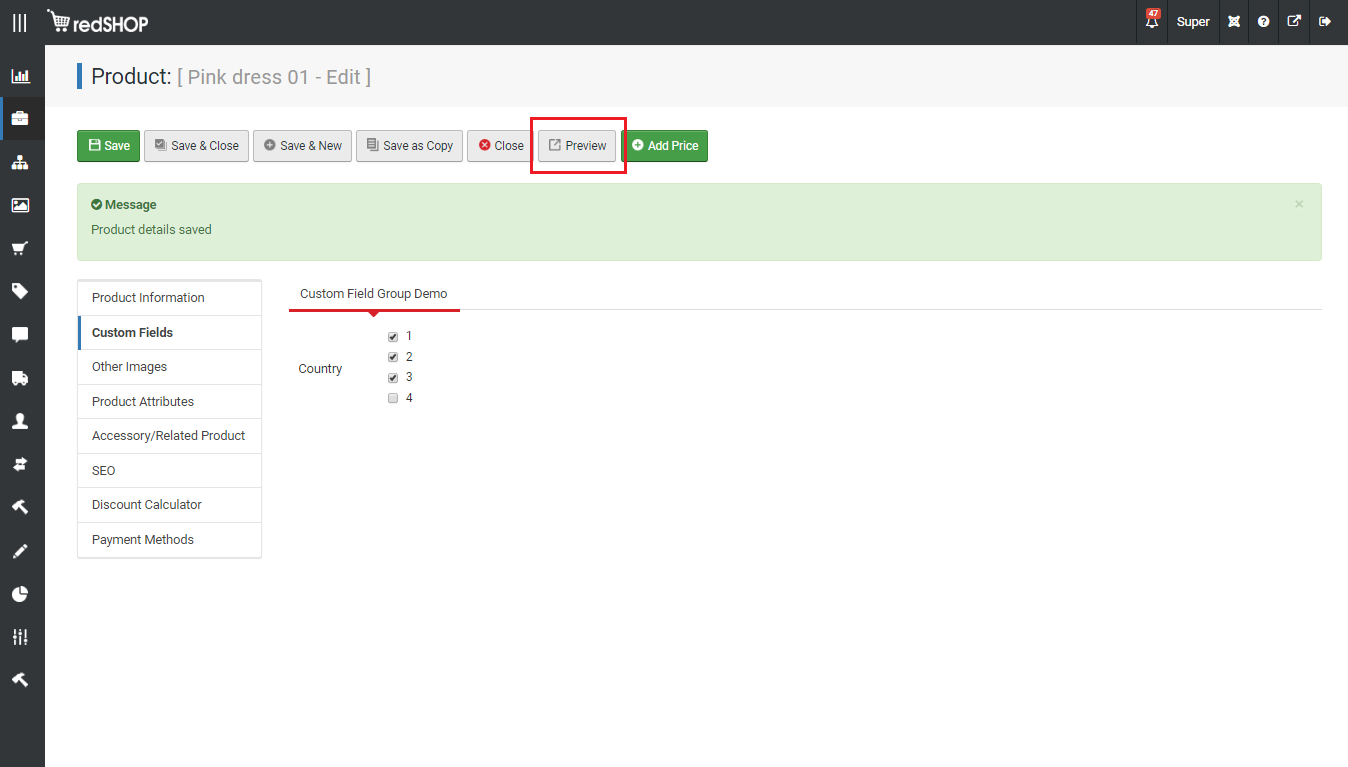 redSHOP
47
Super
Product: [ Pink dress 01 - Edit ]
Save
Save & Close
Save & New
Save as Copy
Close
Preview
Add Price
Message
×
Product details saved
Product Information
Custom Fields
Other Images
Product Attributes
Accessory/Related Product
SEO
Discount Calculator
Payment Methods
Custom Field Group Demo
Country
1
2
3
4